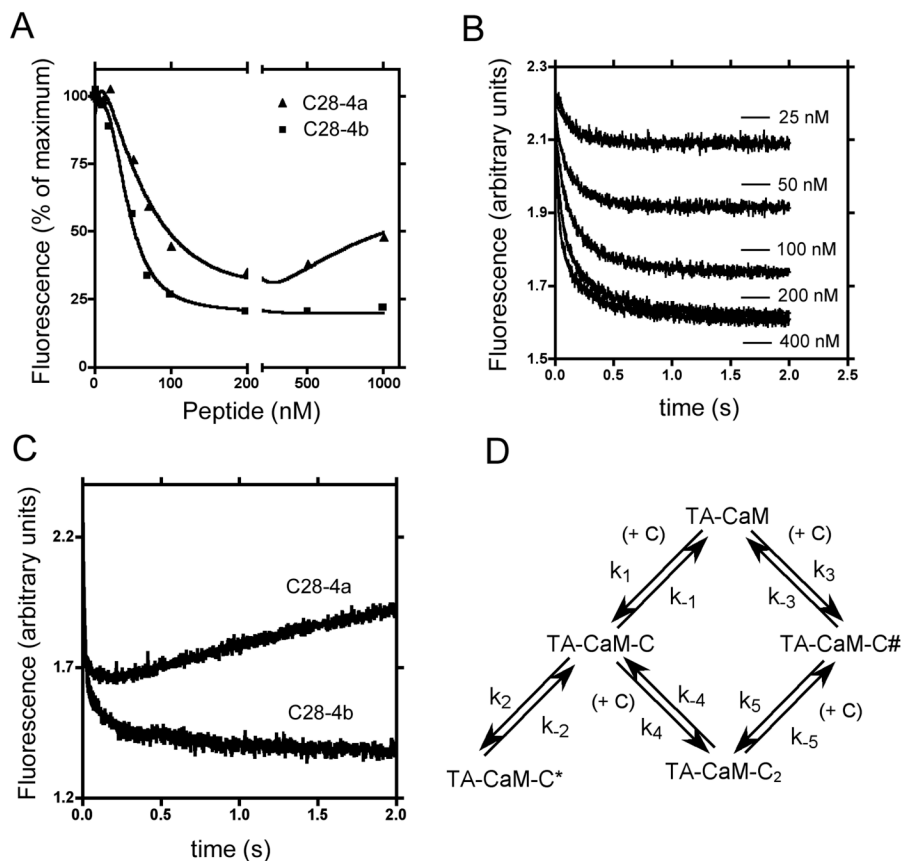 A
Fluorescence (% of maximum)
100
75
50
25
0
C28-4a
C28-4b
0
100
200
500
1000
Peptide (nM)
B
Fluorescence (arbitrary units)
2.3
2.1
1.9
1.7
1.5
25 nM
50 nM
100 nM
200 nM
400 nM
0.0 0.5 1.0 1.5 2.0 2.5
time (s)
C
Fluorescence (arbitrary units)
2.2
1.7
1.2
C28-4a
C28-4b
0.0 0.5 1.0 1.5 2.0
time (s)
D
TA-CaM
(+ C) (+ C)
k₁ k₃
k₋₁ k₋₃
TA-CaM-C TA-CaM-C#
k₂ (+ C) k₋₄ k₅ (+ C)
k₋₂ k₄ k₋₅
TA-CaM-C* TA-CaM-C₂